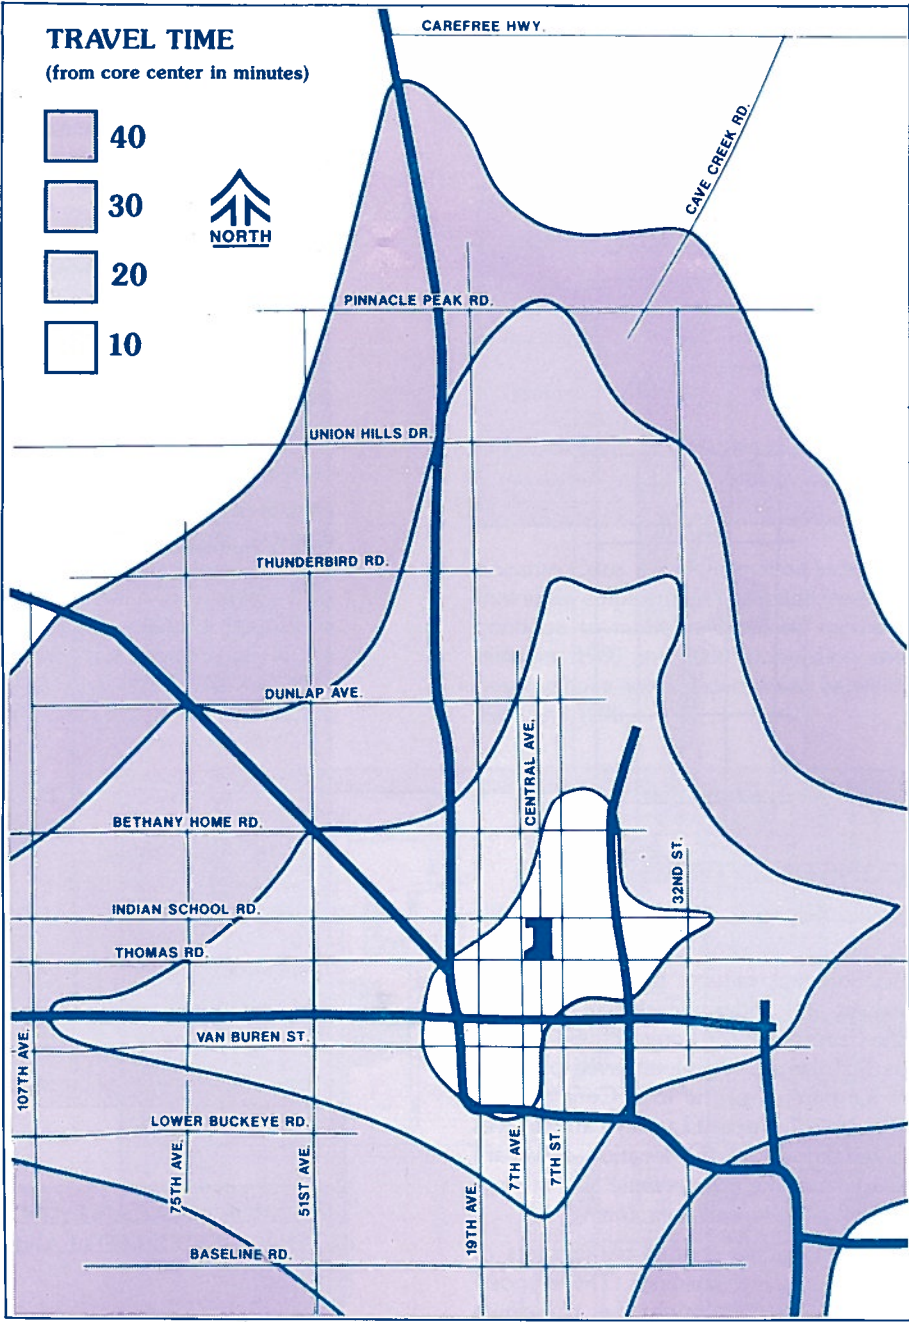 CAREFREE HWY.
TRAVEL TIME
(from core center in minutes)
40
30
20
10
NORTH
CAVE CREEK RD.
PINNACLE PEAK RD.
UNION HILLS DR.
THUNDERBIRD RD.
DUNLAP AVE.
CENTRAL AVE.
BETHANY HOME RD.
32ND ST.
INDIAN SCHOOL RD.
THOMAS RD.
VAN BUREN ST.
107TH AVE.
LOWER BUCKEYE RD.
75TH AVE.
51ST AVE.
19TH AVE.
7TH AVE.
7TH ST.
BASELINE RD.